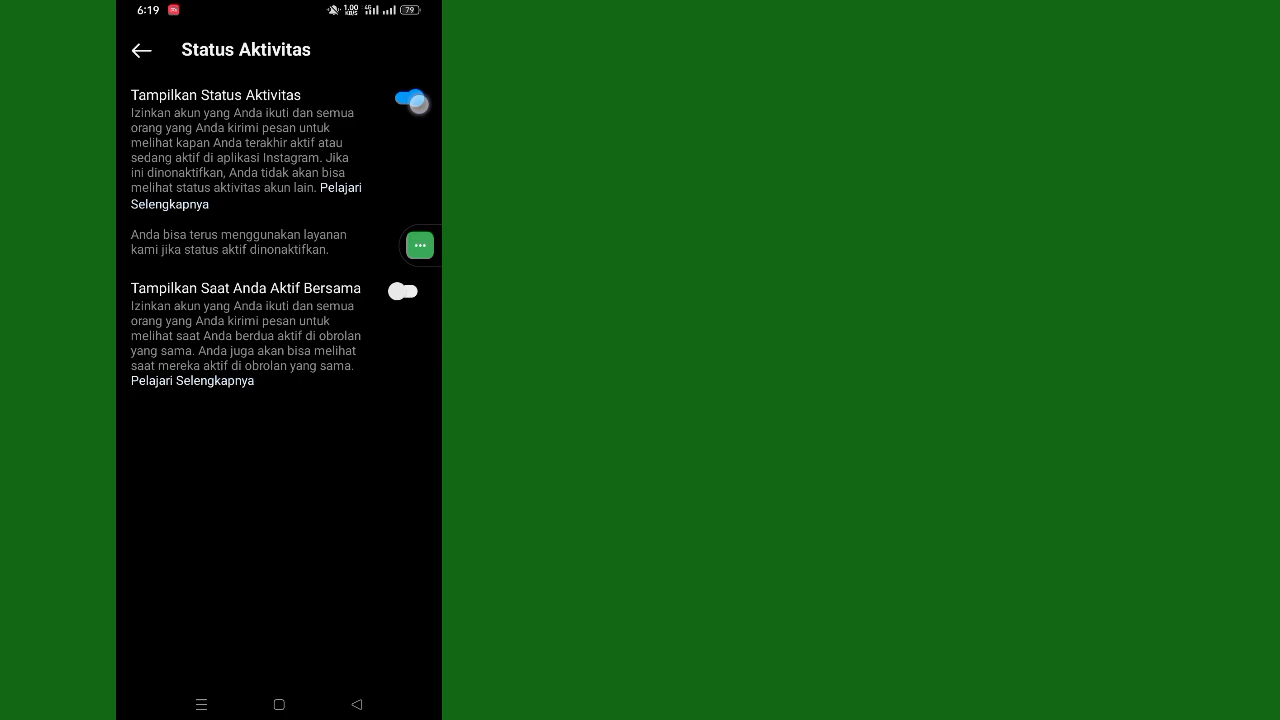 6:19
1.00
KB/S
4G
79
Status Aktivitas
Tampilkan Status Aktivitas
Izinkan akun yang Anda ikuti dan semua
orang yang Anda kirimi pesan untuk
melihat kapan Anda terakhir aktif atau
sedang aktif di aplikasi Instagram. Jika
ini dinonaktifkan, Anda tidak akan bisa
melihat status aktivitas akun lain. Pelajari
Selengkapnya
Anda bisa terus menggunakan layanan
kami jika status aktif dinonaktifkan.
Tampilkan Saat Anda Aktif Bersama
Izinkan akun yang Anda ikuti dan semua
orang yang Anda kirimi pesan untuk
melihat saat Anda berdua aktif di obrolan
yang sama. Anda juga akan bisa melihat
saat mereka aktif di obrolan yang sama.
Pelajari Selengkapnya